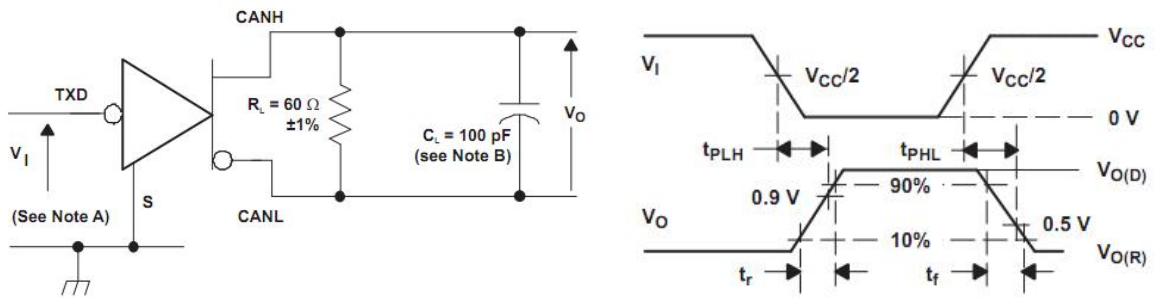 CANH
TXD
R_L = 60 Ω
±1%
C_L = 100 pF
(see Note B)
V_O
V_I
(See Note A)
S
CANL
V_I
V_CC
V_CC/2
V_CC/2
0 V
t_PLH
t_PHL
V_O(D)
90%
0.9 V
V_O
0.5 V
10%
V_O(R)
t_r
t_f